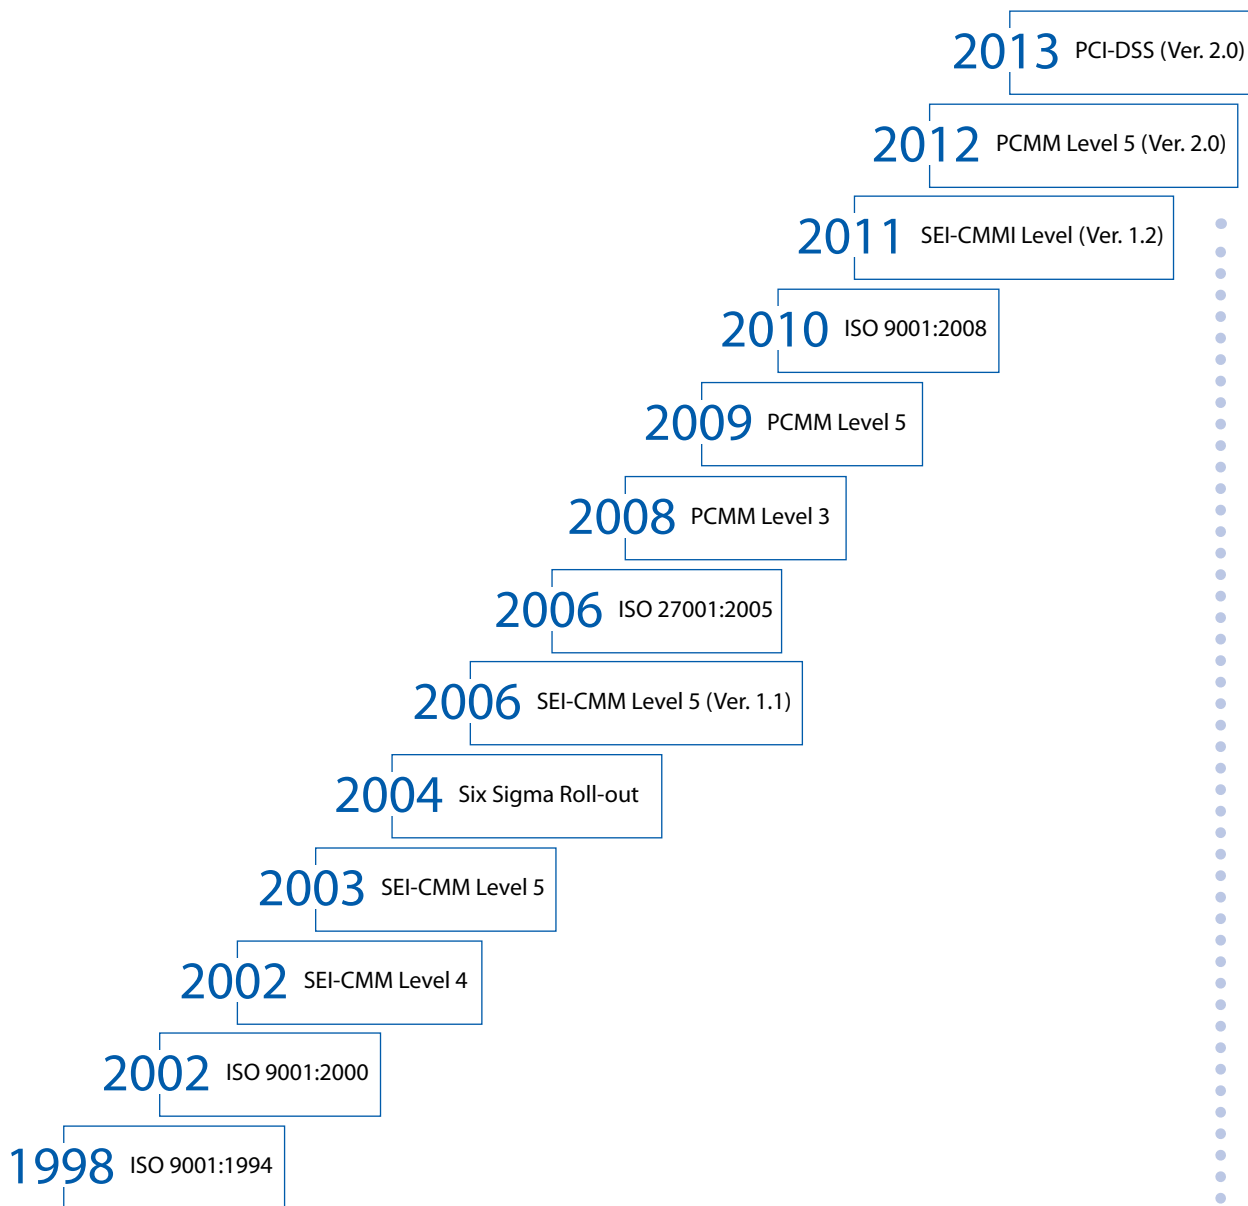 2013 PCI-DSS (Ver. 2.0)
2012 PCMM Level 5 (Ver. 2.0)
2011 SEI-CMMI Level (Ver. 1.2)
2010 ISO 9001:2008
2009 PCMM Level 5
2008 PCMM Level 3
2006 ISO 27001:2005
2006 SEI-CMM Level 5 (Ver. 1.1)
2004 Six Sigma Roll-out
2003 SEI-CMM Level 5
2002 SEI-CMM Level 4
2002 ISO 9001:2000
1998 ISO 9001:1994